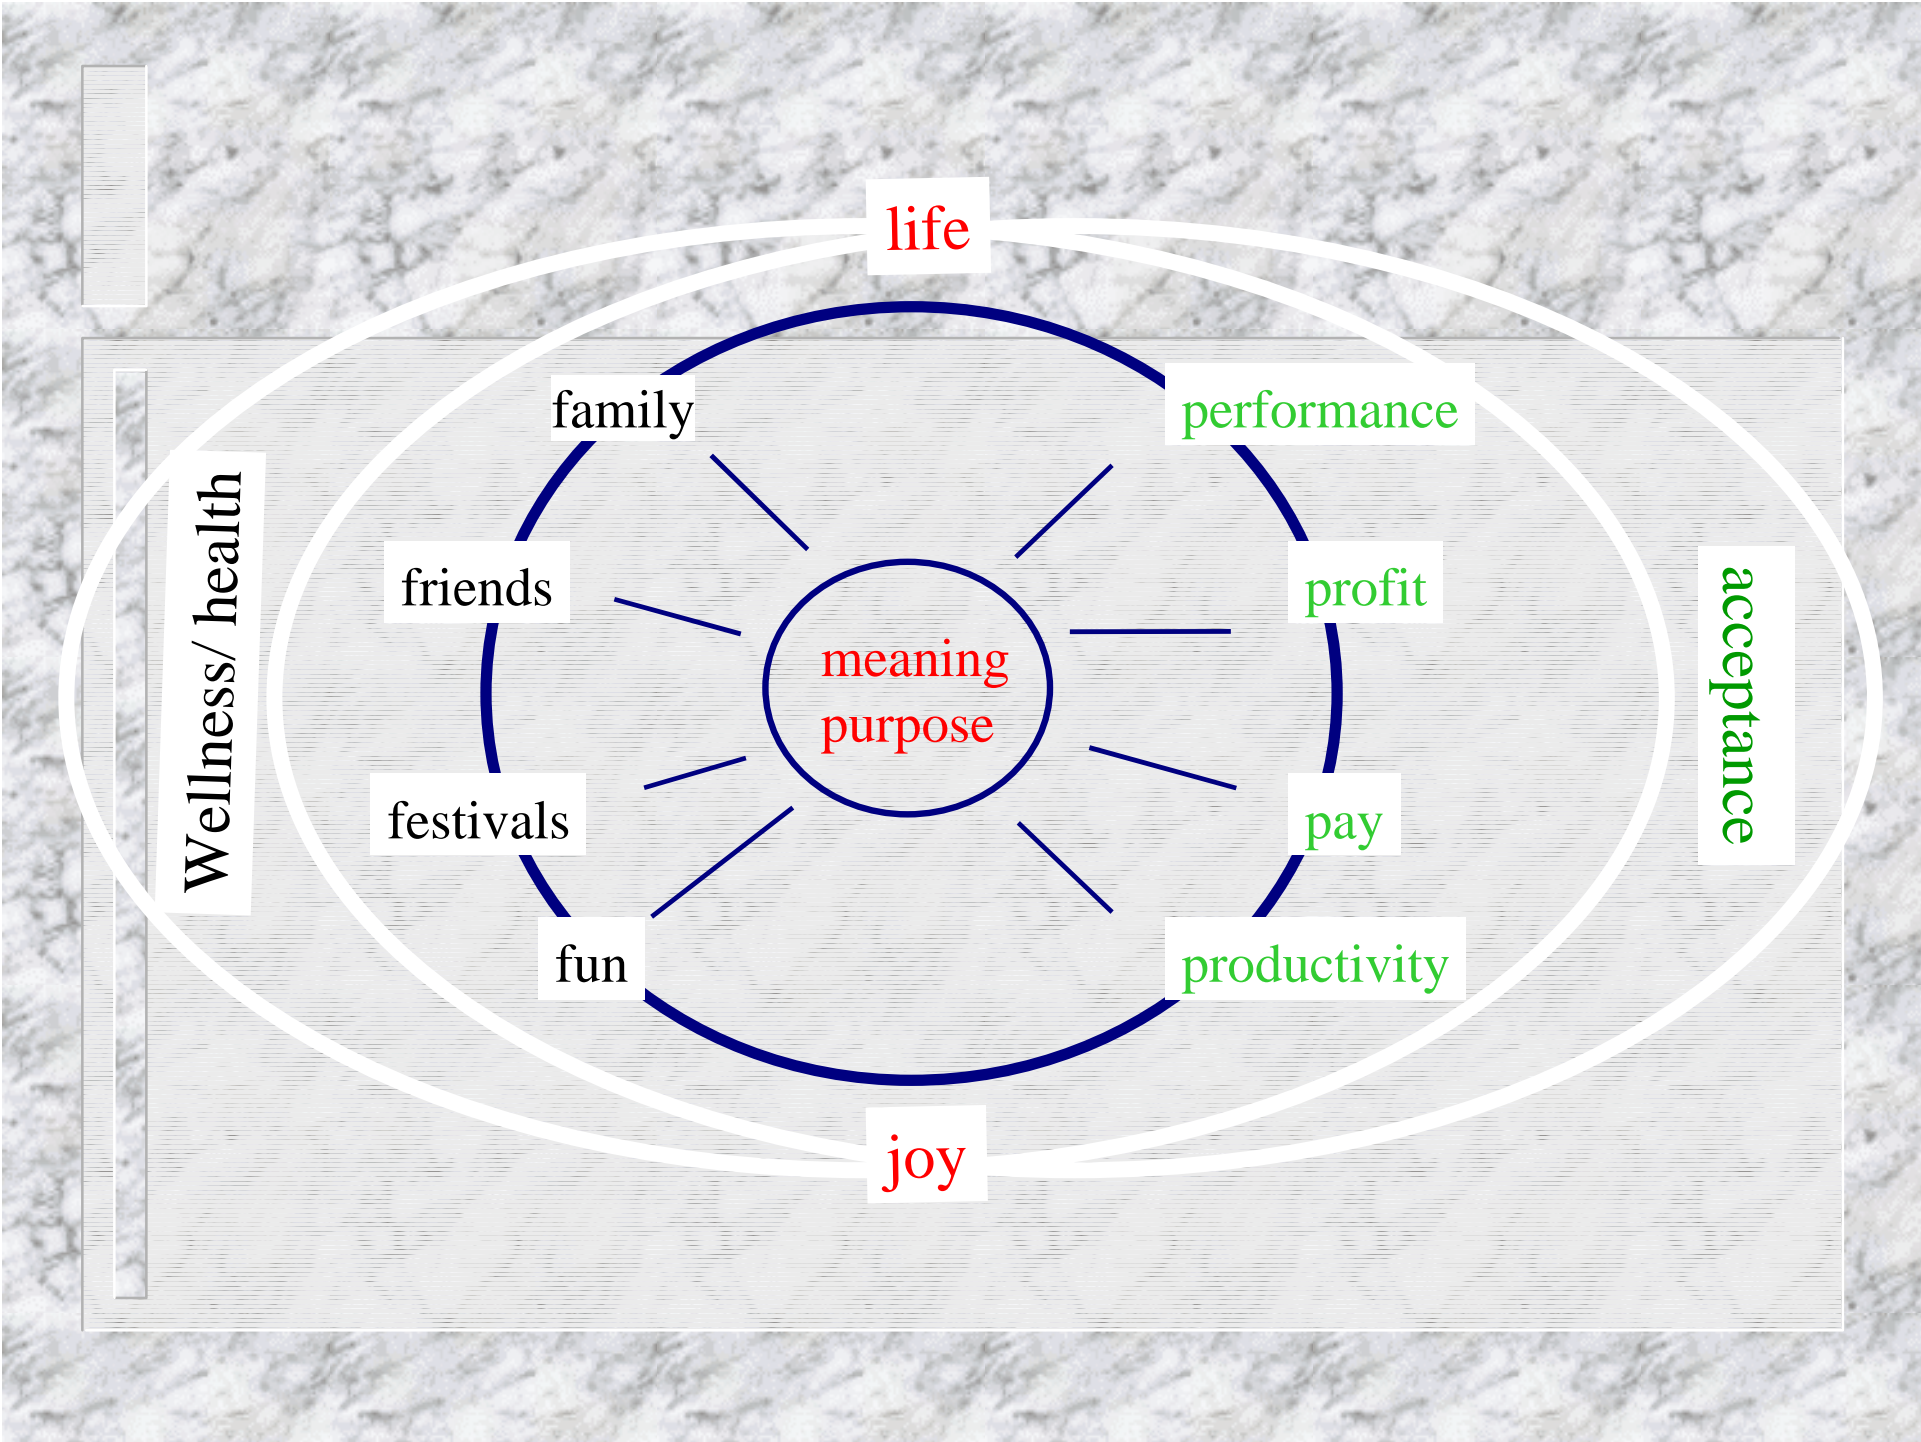 life
family
performance
friends
profit
Wellness/ health
meaning
purpose
acceptance
festivals
pay
fun
productivity
joy